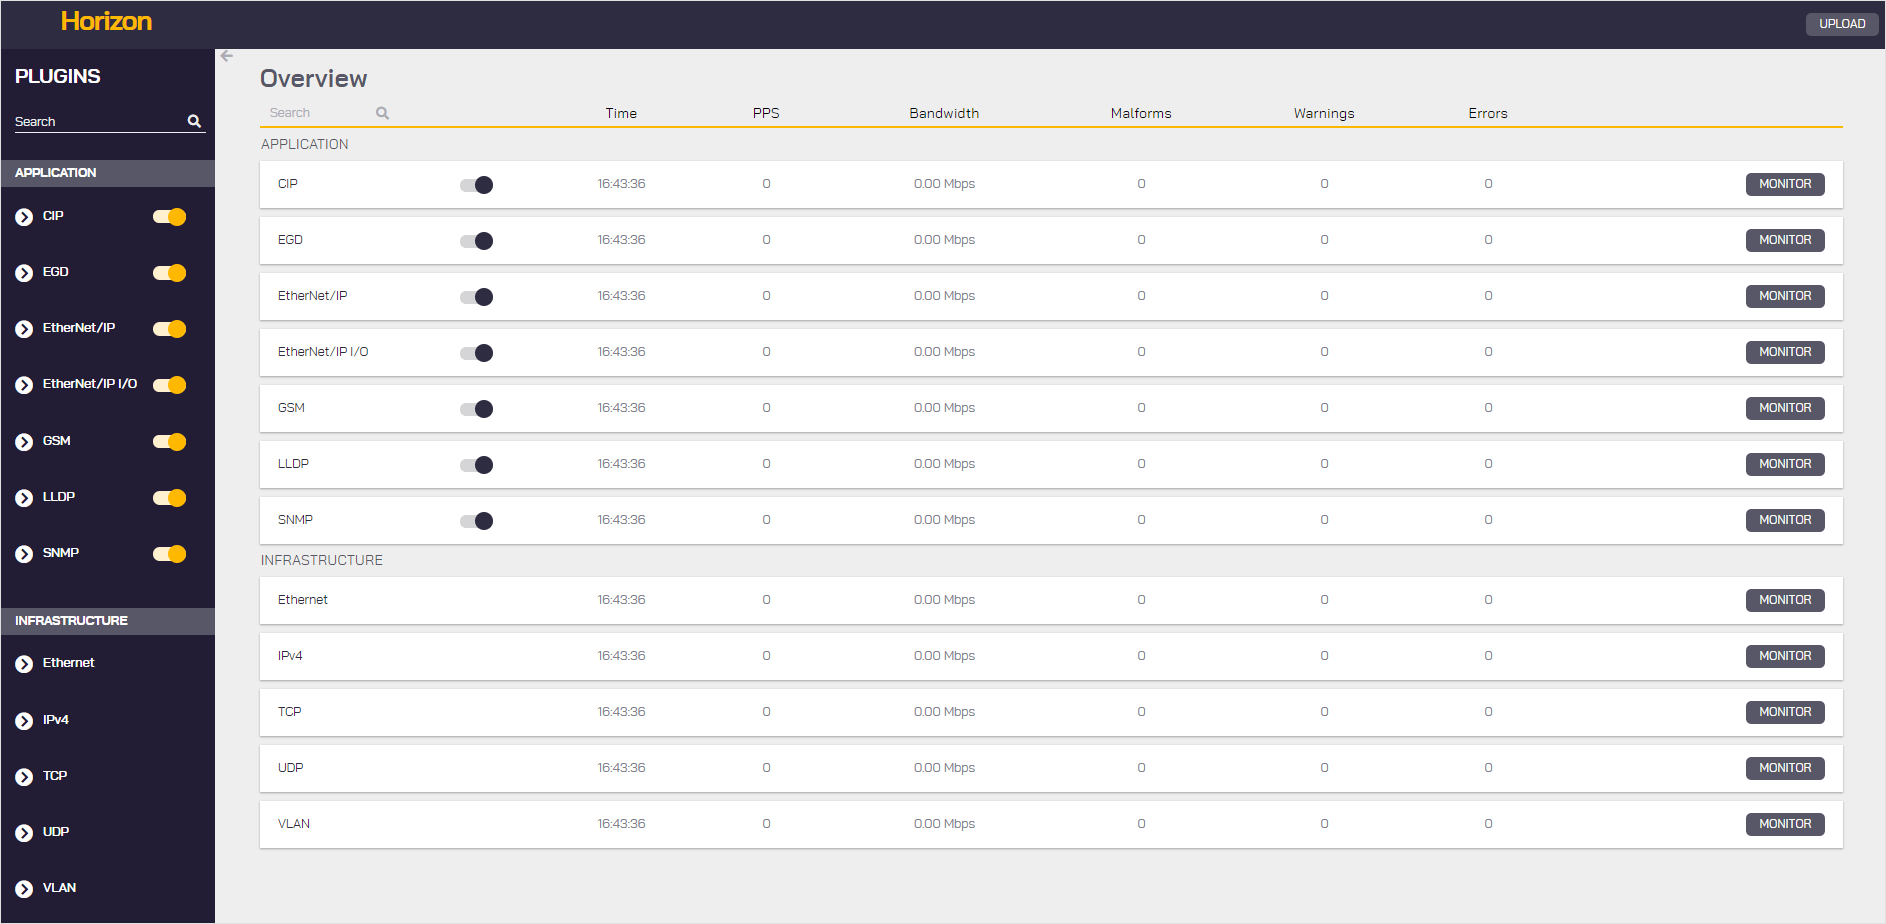 Horizon
UPLOAD
PLUGINS
Search
APPLICATION
CIP
EGD
EtherNet/IP
EtherNet/IP I/O
GSM
LLDP
SNMP
INFRASTRUCTURE
Ethernet
IPv4
TCP
UDP
VLAN
Overview
Search Time PPS Bandwidth Malforms Warnings Errors
APPLICATION
CIP 16:43:36 0 0.00 Mbps 0 0 0 MONITOR
EGD 16:43:36 0 0.00 Mbps 0 0 0 MONITOR
EtherNet/IP 16:43:36 0 0.00 Mbps 0 0 0 MONITOR
EtherNet/IP I/O 16:43:36 0 0.00 Mbps 0 0 0 MONITOR
GSM 16:43:36 0 0.00 Mbps 0 0 0 MONITOR
LLDP 16:43:36 0 0.00 Mbps 0 0 0 MONITOR
SNMP 16:43:36 0 0.00 Mbps 0 0 0 MONITOR
INFRASTRUCTURE
Ethernet 16:43:36 0 0.00 Mbps 0 0 0 MONITOR
IPv4 16:43:36 0 0.00 Mbps 0 0 0 MONITOR
TCP 16:43:36 0 0.00 Mbps 0 0 0 MONITOR
UDP 16:43:36 0 0.00 Mbps 0 0 0 MONITOR
VLAN 16:43:36 0 0.00 Mbps 0 0 0 MONITOR